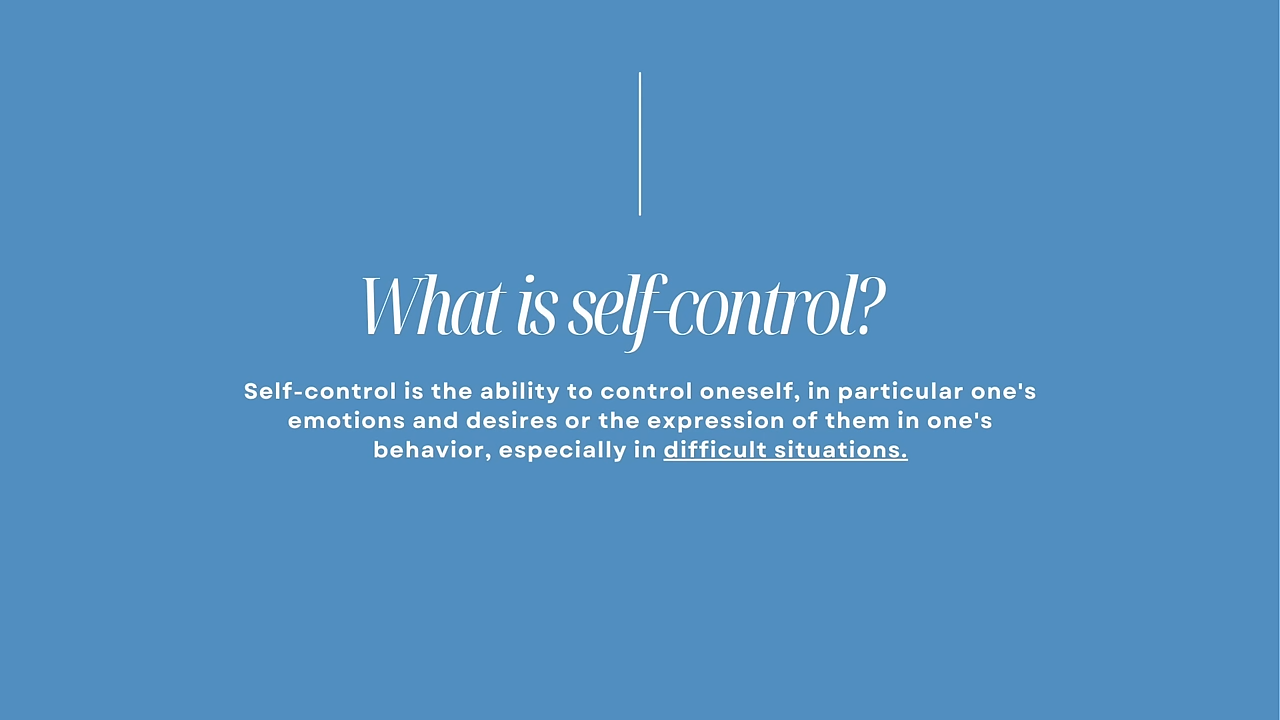 What is self-control?
Self-control is the ability to control oneself, in particular one's
emotions and desires or the expression of them in one's
behavior, especially in difficult situations.